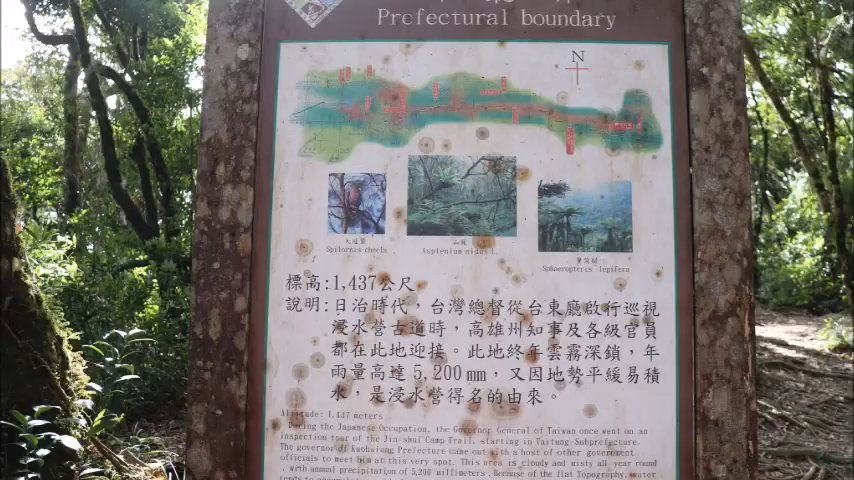 Prefectural boundary
N
大冠鷲
Spilornis cheela
山蘇
Asplenium nidus L.
筆筒樹
Sphaeropteris lepifera
標高:1,437公尺
說明:日治時代，台灣總督從台東廳啟行巡視
浸水營古道時，高雄州知事及各級官員
都在此地迎接。此地終年雲霧深鎖，年
雨量高達5,200mm，又因地勢平緩易積
水，是浸水營得名的由來。
Altitude: 1,437 meters
During the Japanese Occupation, the Governor General of Taiwan once went on an
inspection tour of the Jin-shui Camp Trail, starting in Taitung Subprefecture.
The governor of Kaohsiung Prefecture came out with a host of other government
officials to meet him at this very spot. This area is cloudy and misty all year round
, with annual precipitation of 5,200 millimeters. Because of the flat Topography, water
tends to